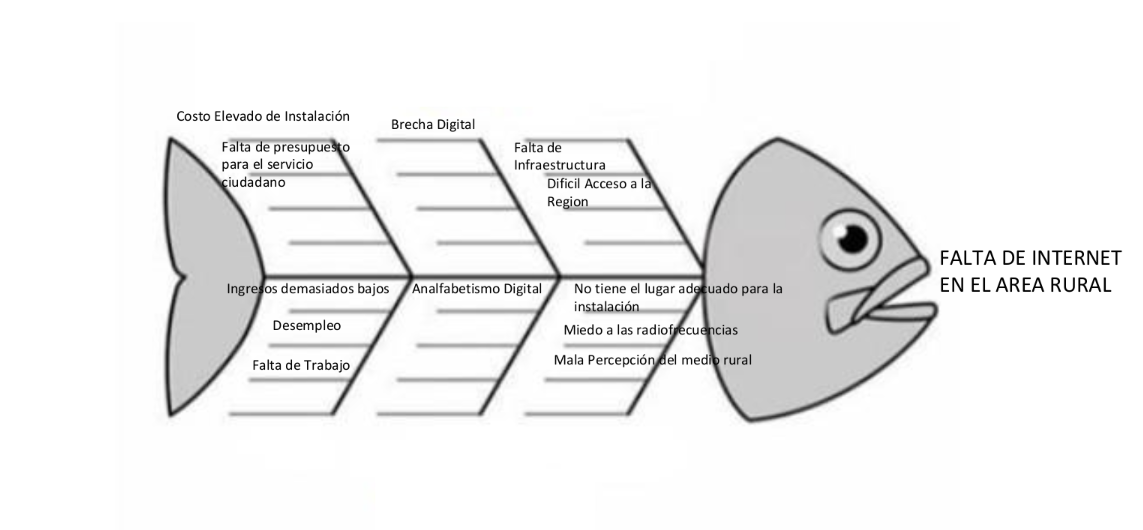 Costo Elevado de Instalación
Falta de presupuesto
para el servicio
ciudadano
Brecha Digital
Falta de
Infraestructura
Dificil Acceso a la
Region
FALTA DE INTERNET
EN EL AREA RURAL
Ingresos demasiados bajos
Desempleo
Falta de Trabajo
Analfabetismo Digital
No tiene el lugar adecuado para la
instalación
Miedo a las radiofrecuencias
Mala Percepción del medio rural